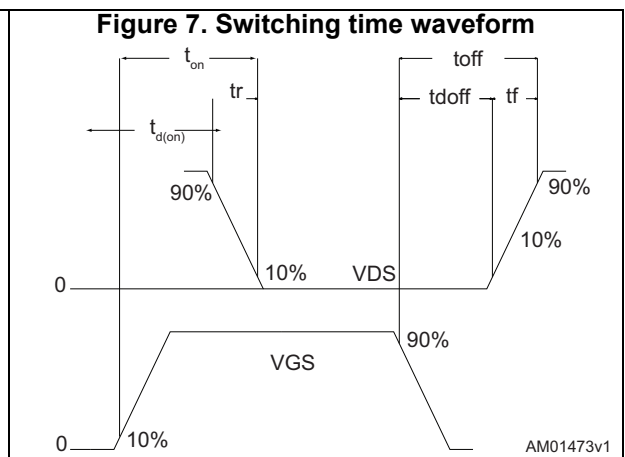 Figure 7. Switching time waveform
ton toff
tr tdoff tf
td(on)
90% 90%
10%
10% VDS
0
90%
VGS
0 10% AM01473v1